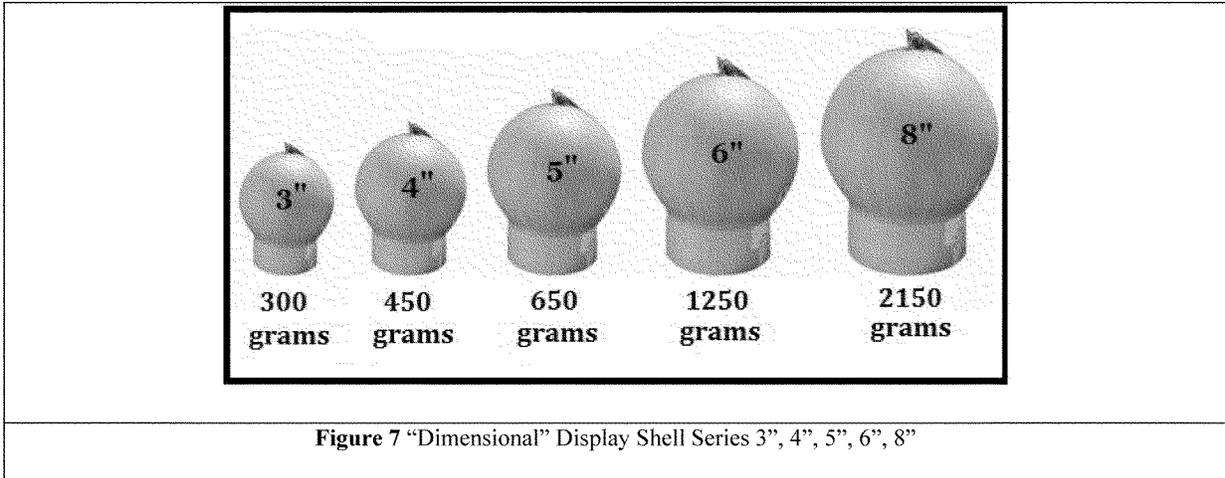 3" 4" 5" 6" 8"
300 450 650 1250 2150
grams grams grams grams grams
Figure 7 “Dimensional” Display Shell Series 3”, 4”, 5”, 6”, 8”